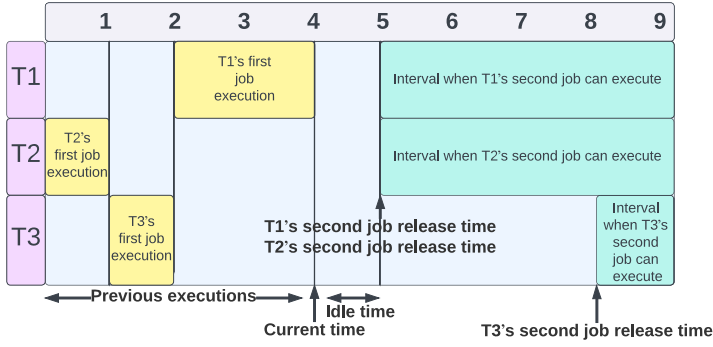 1 2 3 4 5 6 7 8 9
T1
T1's first
job
execution
Interval when T1's second job can execute
T2
T2's
first job
execution
Interval when T2's second job can execute
T3
T3's
first job
execution
Interval
when T3's
second
job can
execute
T1's second job release time
T2's second job release time
Previous executions
Idle time
Current time
T3's second job release time